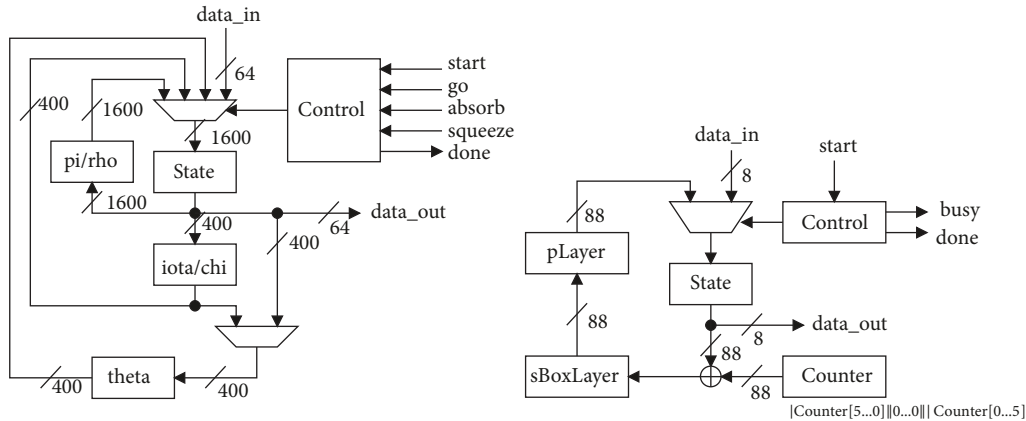 data_in
64
400
1600
Control
start
go
absorb
squeeze
done
1600
pi/rho
State
1600
400
64
data_out
400
iota/chi
400
theta
400
data_in
8
start
88
Control
busy
done
pLayer
State
88
8
data_out
88
sBoxLayer
88
Counter
|Counter[5...0]‖0...0‖|| Counter[0...5]